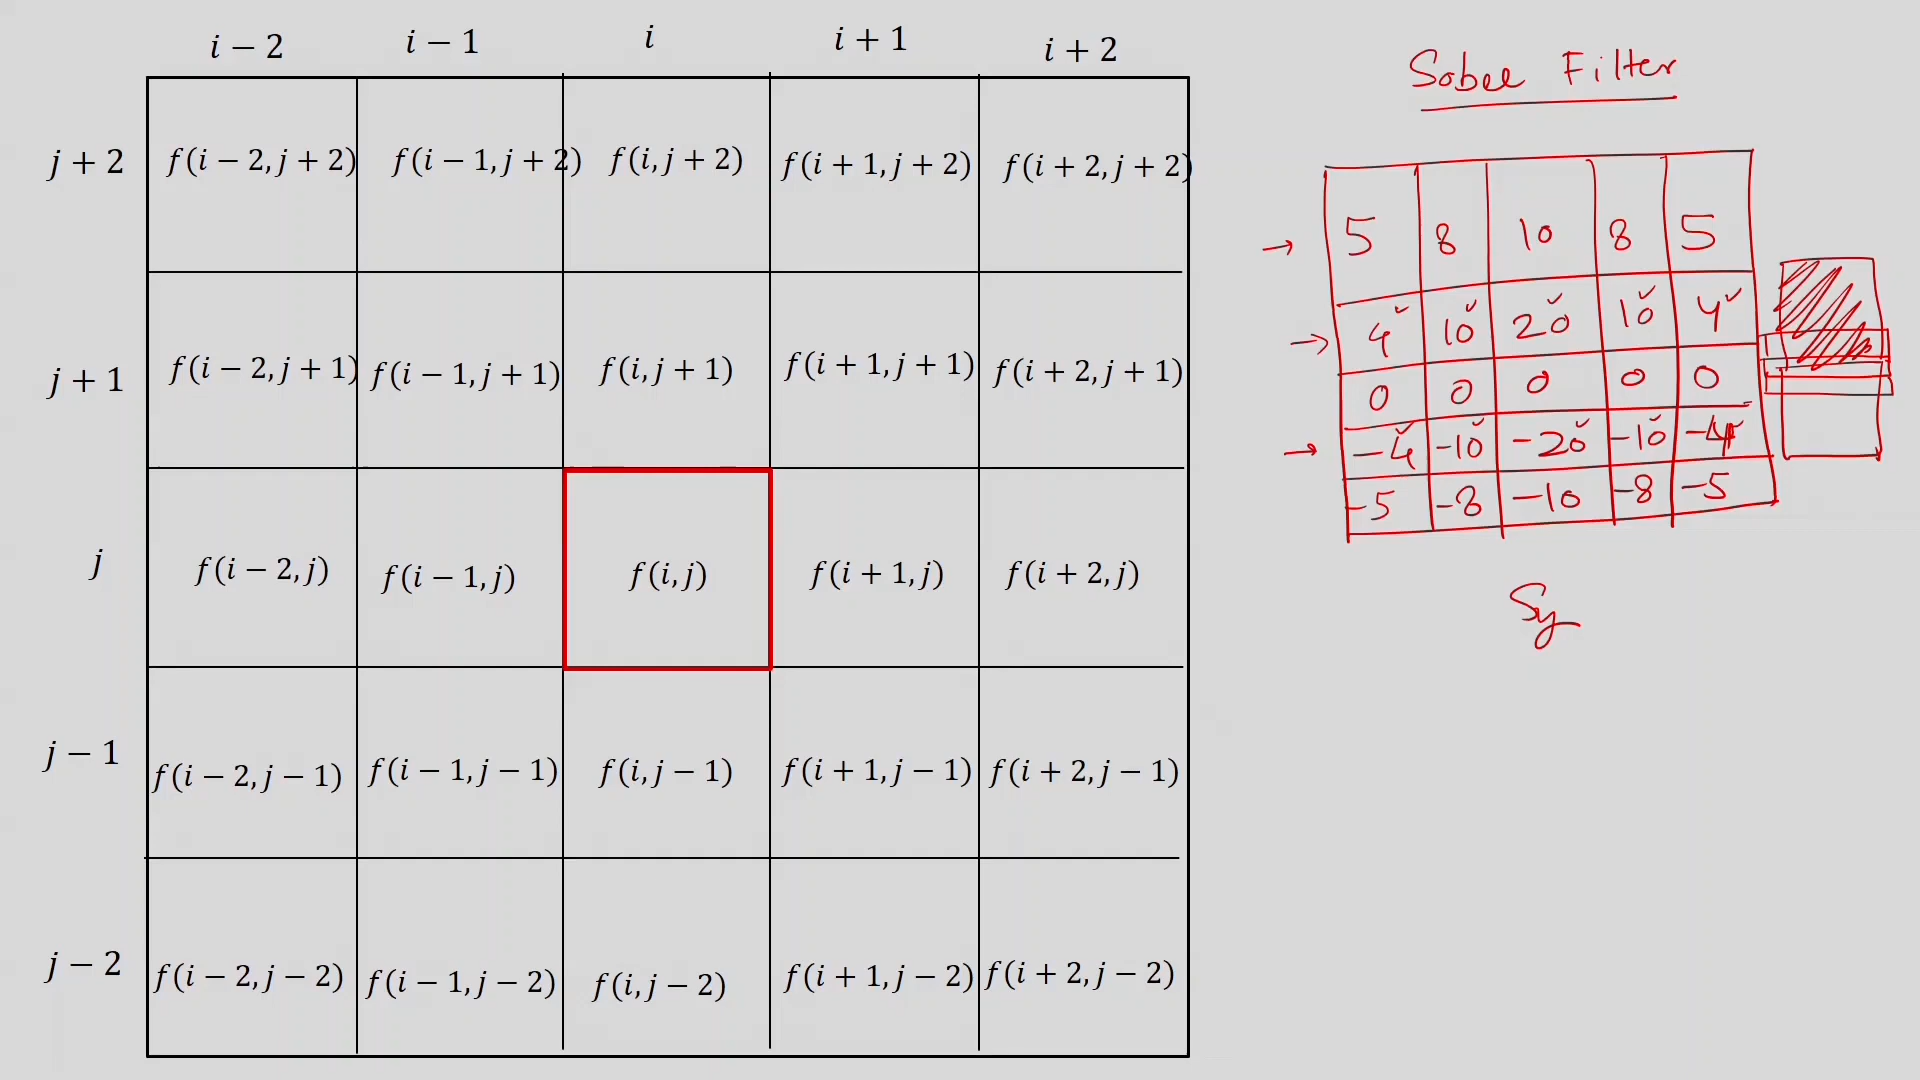 i − 2 i − 1 i i + 1 i + 2
j + 2 f(i − 2, j + 2) f(i − 1, j + 2) f(i, j + 2) f(i + 1, j + 2) f(i + 2, j + 2)
j + 1 f(i − 2, j + 1) f(i − 1, j + 1) f(i, j + 1) f(i + 1, j + 1) f(i + 2, j + 1)
j f(i − 2, j) f(i − 1, j) f(i, j) f(i + 1, j) f(i + 2, j)
j − 1 f(i − 2, j − 1) f(i − 1, j − 1) f(i, j − 1) f(i + 1, j − 1) f(i + 2, j − 1)
j − 2 f(i − 2, j − 2) f(i − 1, j − 2) f(i, j − 2) f(i + 1, j − 2) f(i + 2, j − 2)
Sobel Filter
→ 5 8 10 8 5
→ 4✓ 10✓ 20✓ 10✓ 4✓
0 0 0 0 0
→ −4✓ −10✓ −20✓ −10✓ −4✓
−5 −8 −10 −8 −5
Sy